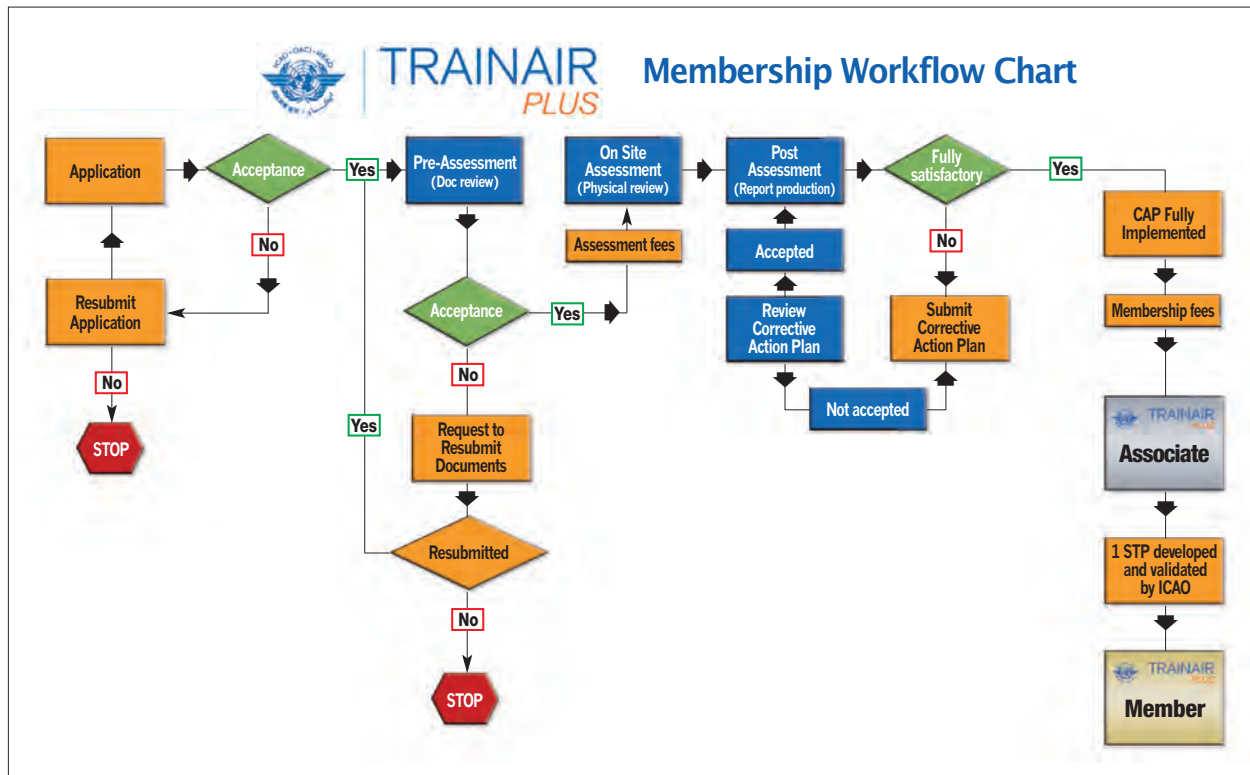 ICAO · OACI · ИКАО
TRAINAIR
PLUS
Membership Workflow Chart
Application
Acceptance
Yes
Pre-Assessment
(Doc review)
On Site
Assessment
(Physical review)
Post
Assessment
(Report production)
Fully
satisfactory
Yes
No
Assessment fees
Accepted
No
CAP Fully
Implemented
Resubmit
Application
Acceptance
Yes
Review
Corrective
Action Plan
Submit
Corrective
Action Plan
Membership fees
No
No
Not accepted
STOP
Yes
Request to
Resubmit
Documents
TRAINAIR
PLUS
Associate
Resubmitted
1 STP developed
and validated
by ICAO
No
STOP
TRAINAIR
PLUS
Member